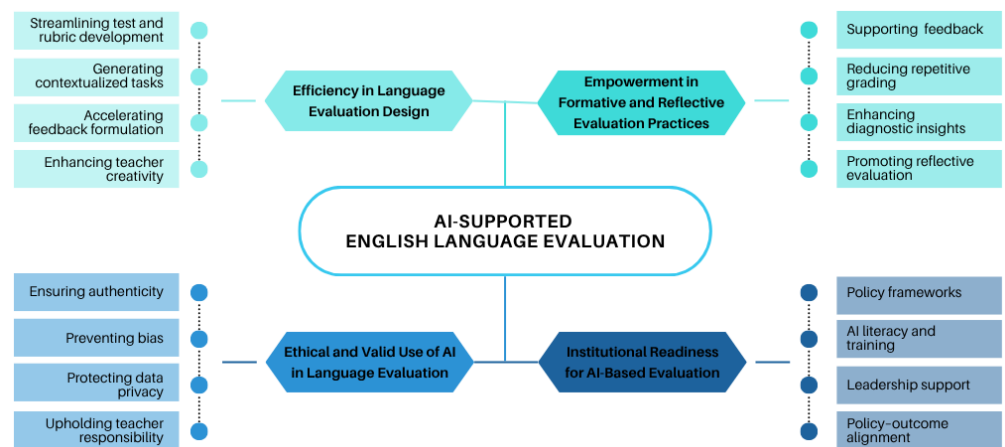 Streamlining test and
rubric development
Generating
contextualized tasks
Accelerating
feedback formulation
Enhancing teacher
creativity
Efficiency in Language
Evaluation Design
Empowerment in
Formative and Reflective
Evaluation Practices
Supporting feedback
Reducing repetitive
grading
Enhancing
diagnostic insights
Promoting reflective
evaluation
AI-SUPPORTED
ENGLISH LANGUAGE EVALUATION
Ensuring authenticity
Preventing bias
Protecting data
privacy
Upholding teacher
responsibility
Ethical and Valid Use of AI
in Language Evaluation
Institutional Readiness
for AI-Based Evaluation
Policy frameworks
AI literacy and
training
Leadership support
Policy–outcome
alignment